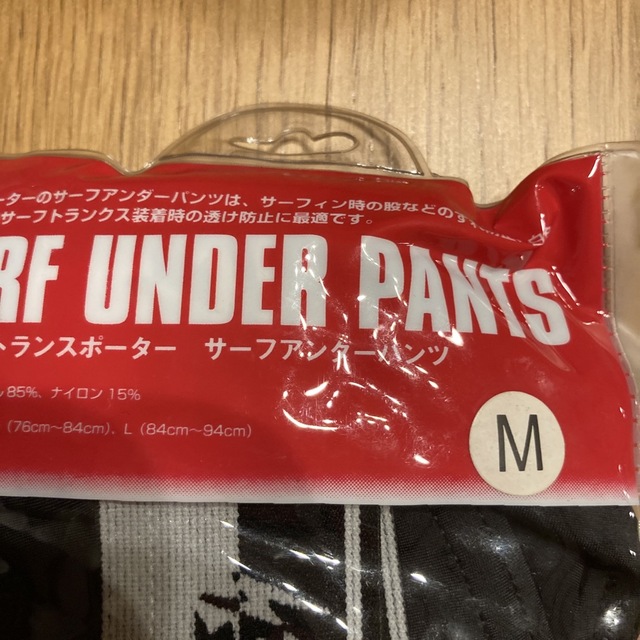 ーターのサーフアンダーパンツは、サーフィン時の股などのす
サーフトランクス装着時の透け防止に最適です。
RF UNDER PANTS
トランスポーター サーフアンダーパンツ
85%、ナイロン15%
(76cm〜84cm)、L(84cm〜94cm)
M